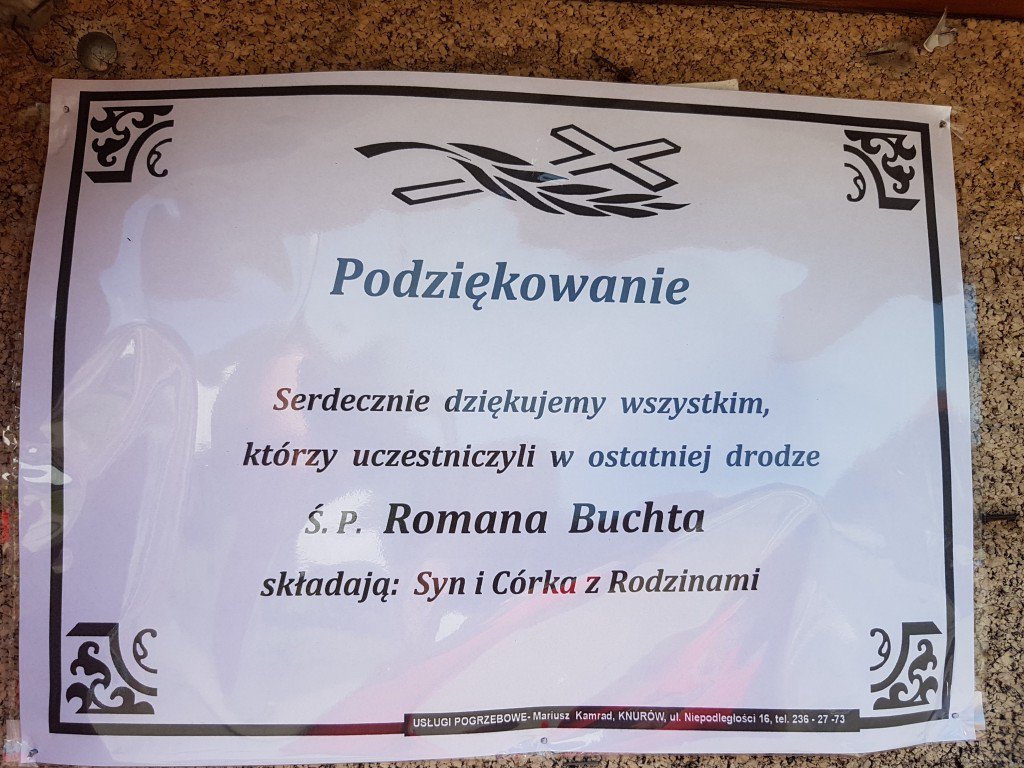 Podziękowanie
Serdecznie dziękujemy wszystkim,
którzy uczestniczyli w ostatniej drodze
Ś. P. Romana Buchta
składają: Syn i Córka z Rodzinami
USŁUGI POGRZEBOWE- Mariusz Kamrad, KNURÓW, ul. Niepodległości 16, tel. 236 - 27 -73